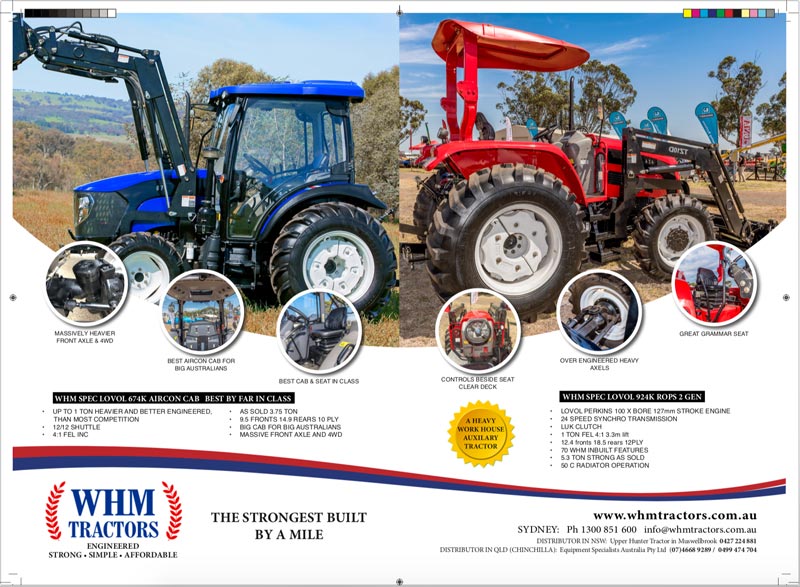 MASSIVELY HEAVIER
FRONT AXLE & 4WD
BEST AIRCON CAB FOR
BIG AUSTRALIANS
BEST CAB & SEAT IN CLASS
CONTROLS BESIDE SEAT
CLEAR DECK
OVER ENGINEERED HEAVY
AXELS
GREAT GRAMMAR SEAT
WHM SPEC LOVOL 674K AIRCON CAB BEST BY FAR IN CLASS
• UP TO 1 TON HEAVIER AND BETTER ENGINEERED,
THAN MOST COMPETITION
• 12/12 SHUTTLE
• 4:1 FEL INC
• AS SOLD 3.75 TON
• 9.5 FRONTS 14.9 REARS 10 PLY
• BIG CAB FOR BIG AUSTRALIANS
• MASSIVE FRONT AXLE AND 4WD
A HEAVY
WORK HOUSE
AUXILARY
TRACTOR
WHM SPEC LOVOL 924K ROPS 2 GEN
• LOVOL PERKINS 100 X BORE 127mm STROKE ENGINE
• 24 SPEED SYNCRO TRANSMISSION
• LUK CLUTCH
• 1 TON FEL 4:1 3.3m lift
• 12.4 fronts 18.5 rears 12PLY
• 70 WHM INBUILT FEATURES
• 5.3 TON STRONG AS SOLD
• 50 C RADIATOR OPERATION
WHM
TRACTORS
ENGINEERED
STRONG • SIMPLE • AFFORDABLE
THE STRONGEST BUILT
BY A MILE
www.whmtractors.com.au
SYDNEY: Ph 1300 851 600 info@whmtractors.com.au
DISTRIBUTOR IN NSW: Upper Hunter Tractor in Muswellbrook 0427 224 881
DISTRIBUTOR IN QLD (CHINCHILLA): Equipment Specialists Australia Pty Ltd (07)4668 9289 / 0499 474 704